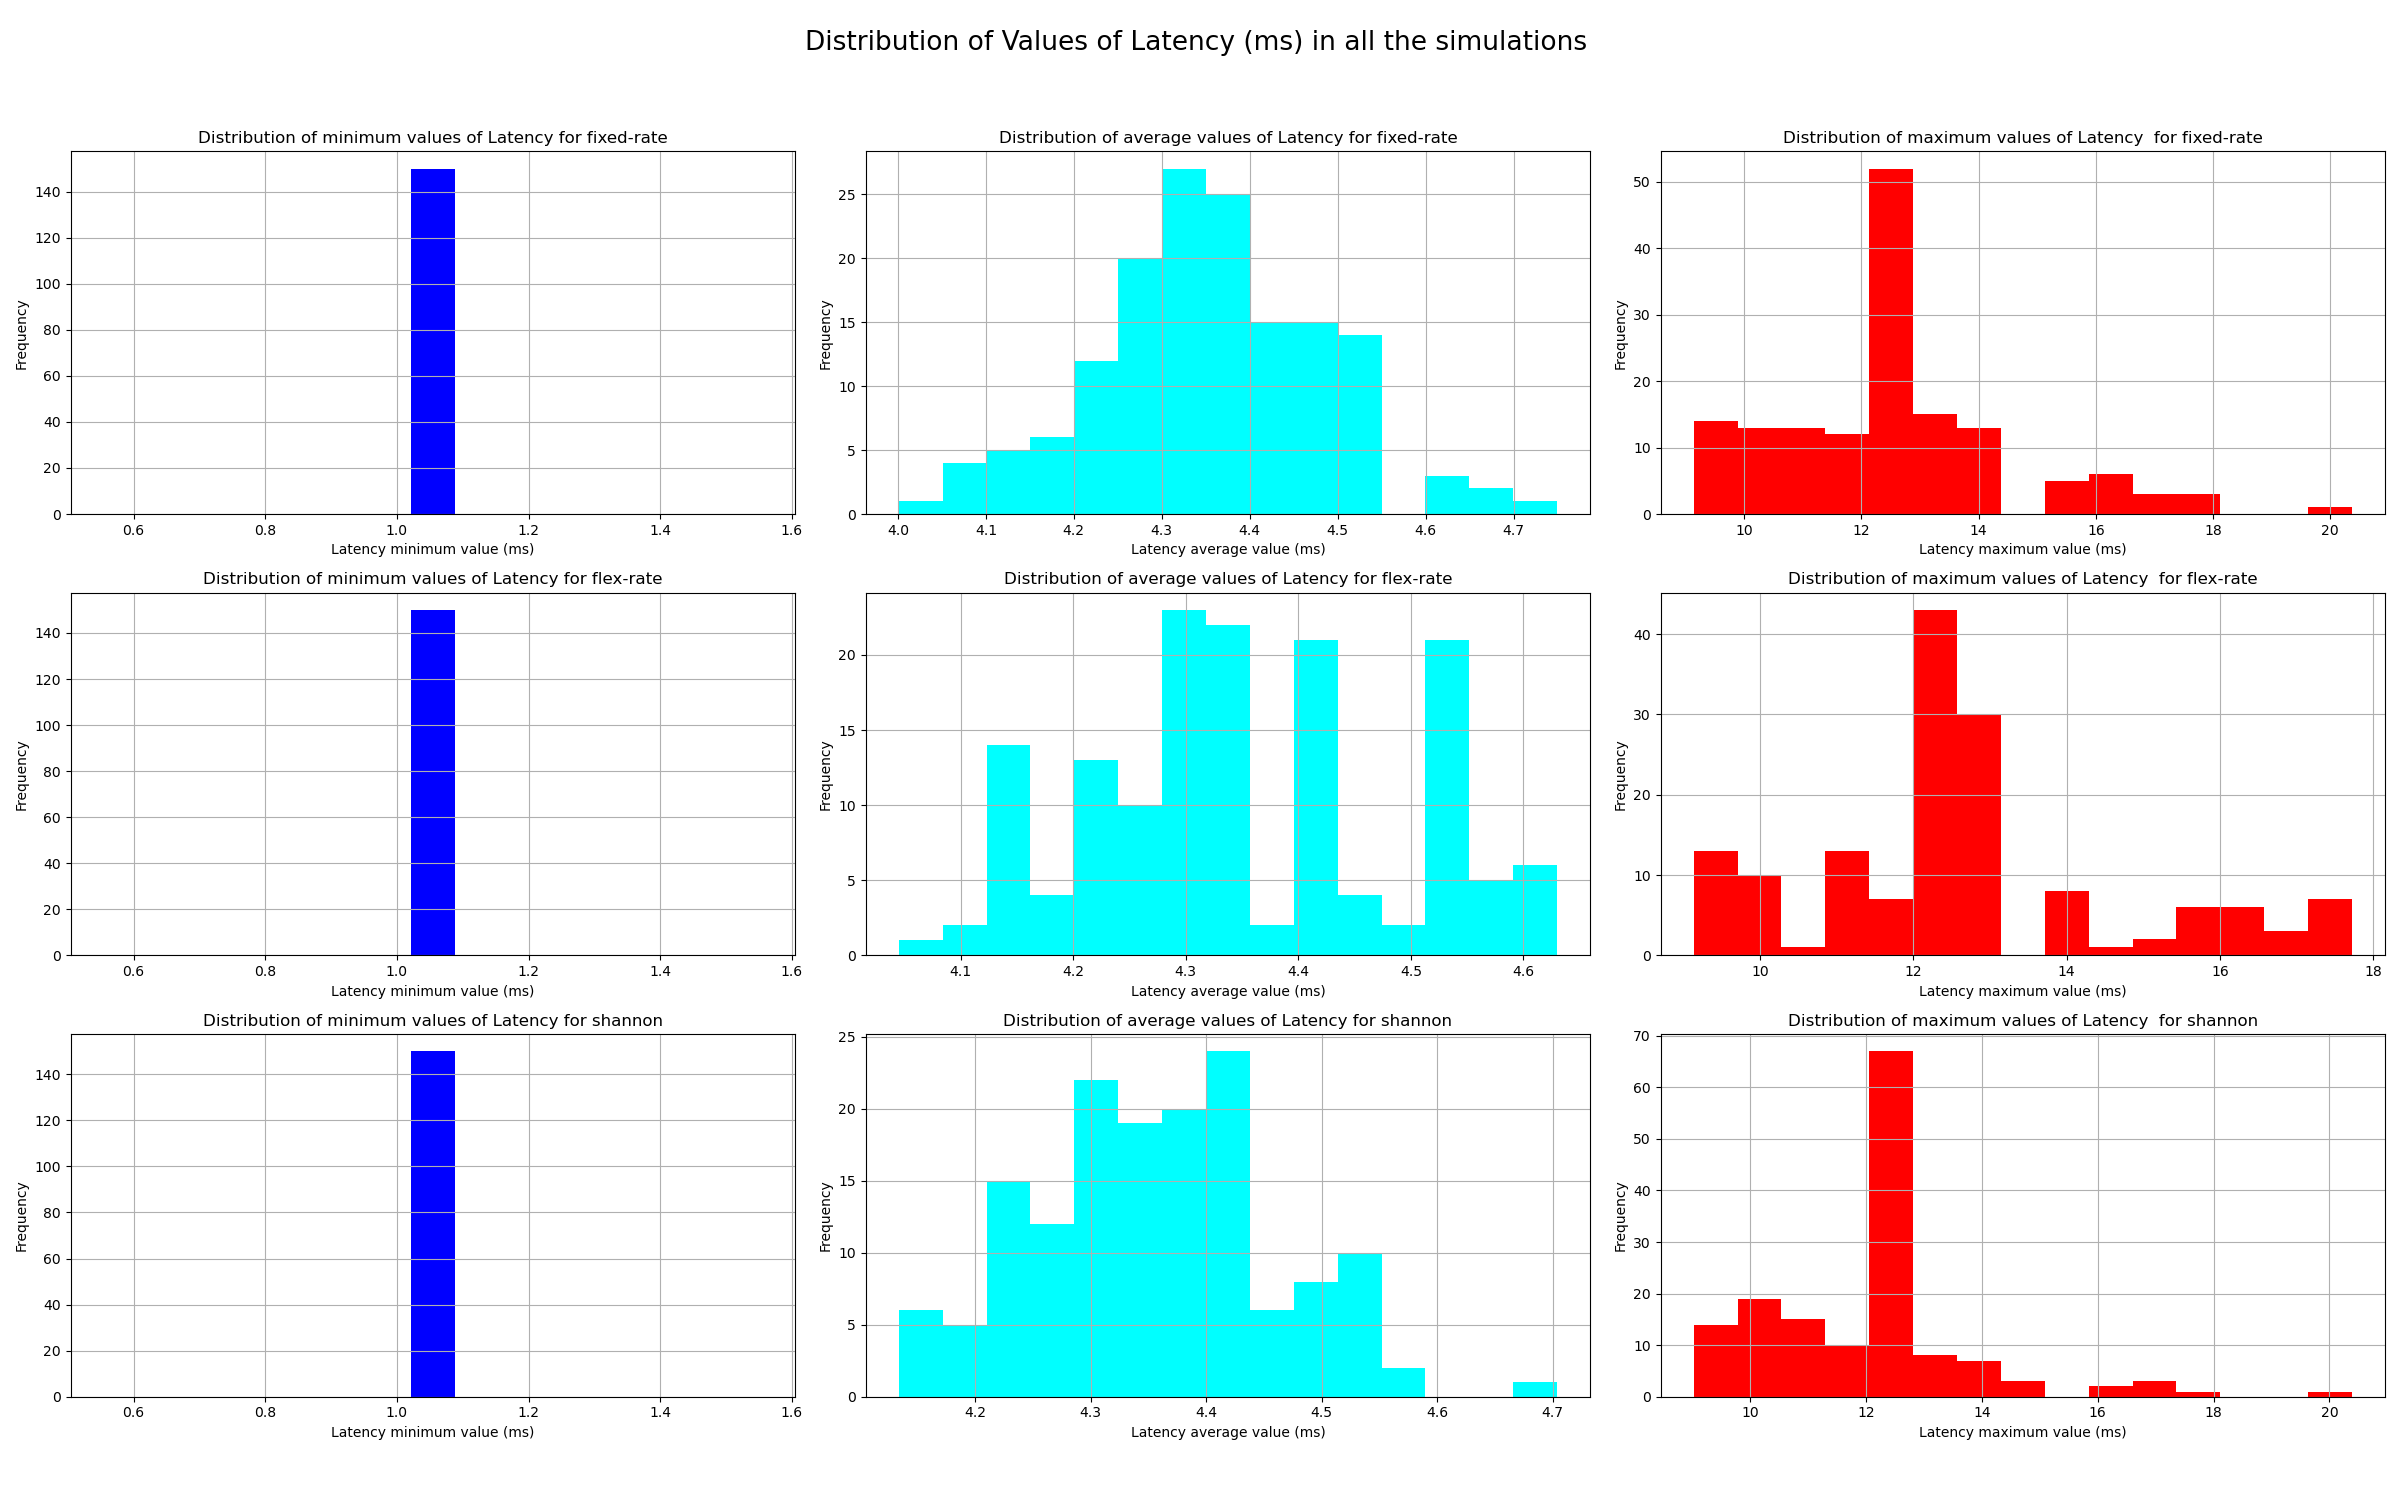 Distribution of Values of Latency (ms) in all the simulations
Distribution of minimum values of Latency for fixed-rate
Frequency
0
20
40
60
80
100
120
140
0.6 0.8 1.0 1.2 1.4 1.6
Latency minimum value (ms)
Distribution of average values of Latency for fixed-rate
Frequency
0
5
10
15
20
25
4.0 4.1 4.2 4.3 4.4 4.5 4.6 4.7
Latency average value (ms)
Distribution of maximum values of Latency  for fixed-rate
Frequency
0
10
20
30
40
50
10 12 14 16 18 20
Latency maximum value (ms)
Distribution of minimum values of Latency for flex-rate
Frequency
0
20
40
60
80
100
120
140
0.6 0.8 1.0 1.2 1.4 1.6
Latency minimum value (ms)
Distribution of average values of Latency for flex-rate
Frequency
0
5
10
15
20
4.1 4.2 4.3 4.4 4.5 4.6
Latency average value (ms)
Distribution of maximum values of Latency  for flex-rate
Frequency
0
10
20
30
40
10 12 14 16 18
Latency maximum value (ms)
Distribution of minimum values of Latency for shannon
Frequency
0
20
40
60
80
100
120
140
0.6 0.8 1.0 1.2 1.4 1.6
Latency minimum value (ms)
Distribution of average values of Latency for shannon
Frequency
0
5
10
15
20
25
4.2 4.3 4.4 4.5 4.6 4.7
Latency average value (ms)
Distribution of maximum values of Latency  for shannon
Frequency
0
10
20
30
40
50
60
70
10 12 14 16 18 20
Latency maximum value (ms)